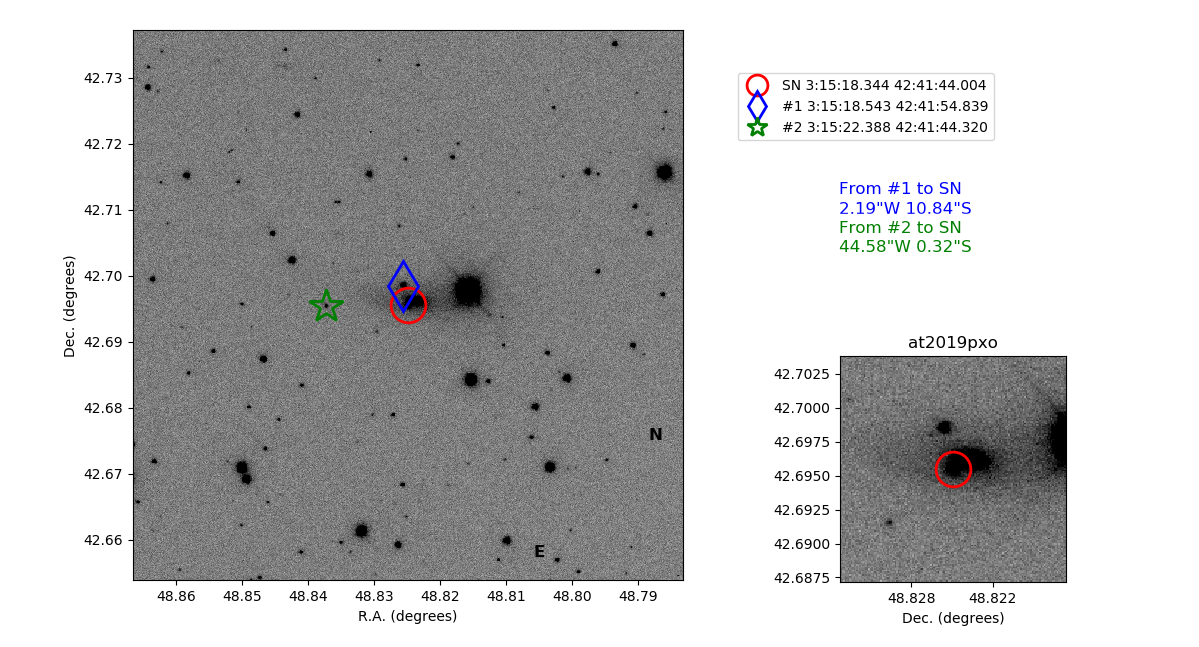 42.73
42.72
42.71
42.70
42.69
42.68
42.67
42.66
Dec. (degrees)
48.86 48.85 48.84 48.83 48.82 48.81 48.80 48.79
R.A. (degrees)
N
E
SN 3:15:18.344 42:41:44.004
#1 3:15:18.543 42:41:54.839
#2 3:15:22.388 42:41:44.320
From #1 to SN
2.19"W 10.84"S
From #2 to SN
44.58"W 0.32"S
at2019pxo
42.7025
42.7000
42.6975
42.6950
42.6925
42.6900
42.6875
48.828 48.822
Dec. (degrees)